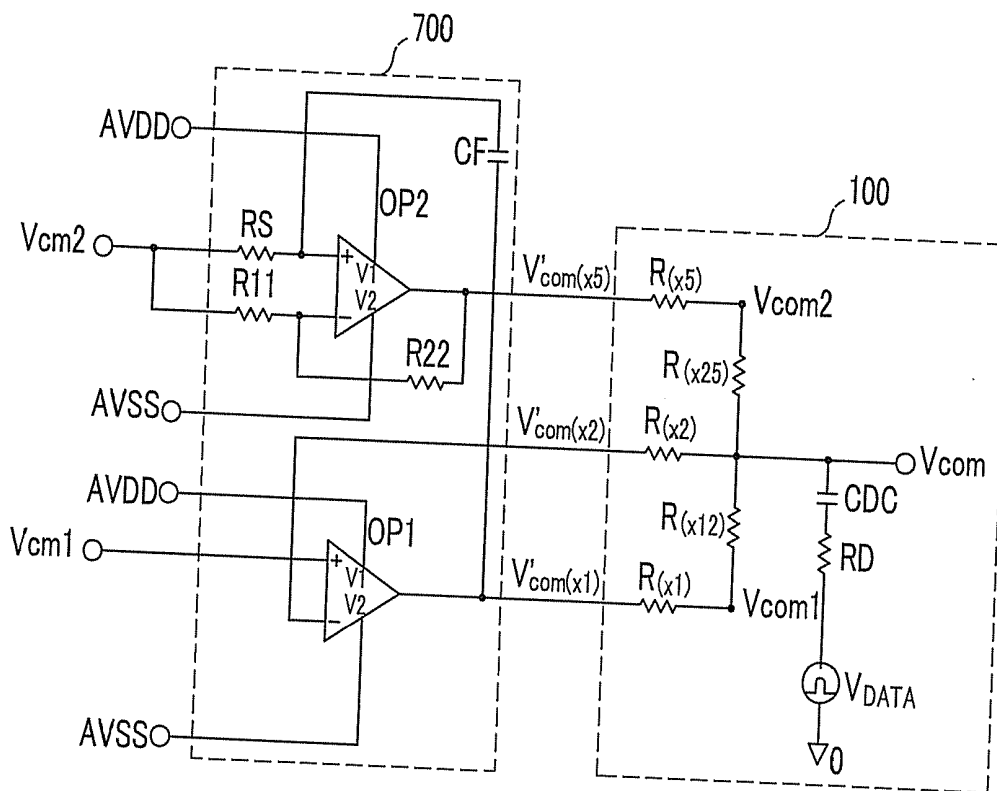 700
AVDD
CF
OP2
100
Vcm2
RS
+
V1
R11
V2
−
V'com(x5)
R(x5)
Vcom2
R22
R(x25)
AVSS
V'com(x2)
R(x2)
Vcom
AVDD
CDC
OP1
R(x12)
Vcm1
+
V1
RD
V2
−
V'com(x1)
R(x1)
Vcom1
VDATA
AVSS
0